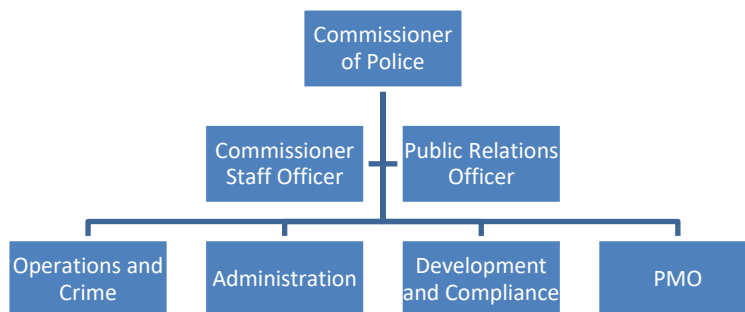 Commissioner
of Police
Commissioner
Staff Officer
Public Relations
Officer
Operations and
Crime
Administration
Development
and Compliance
PMO